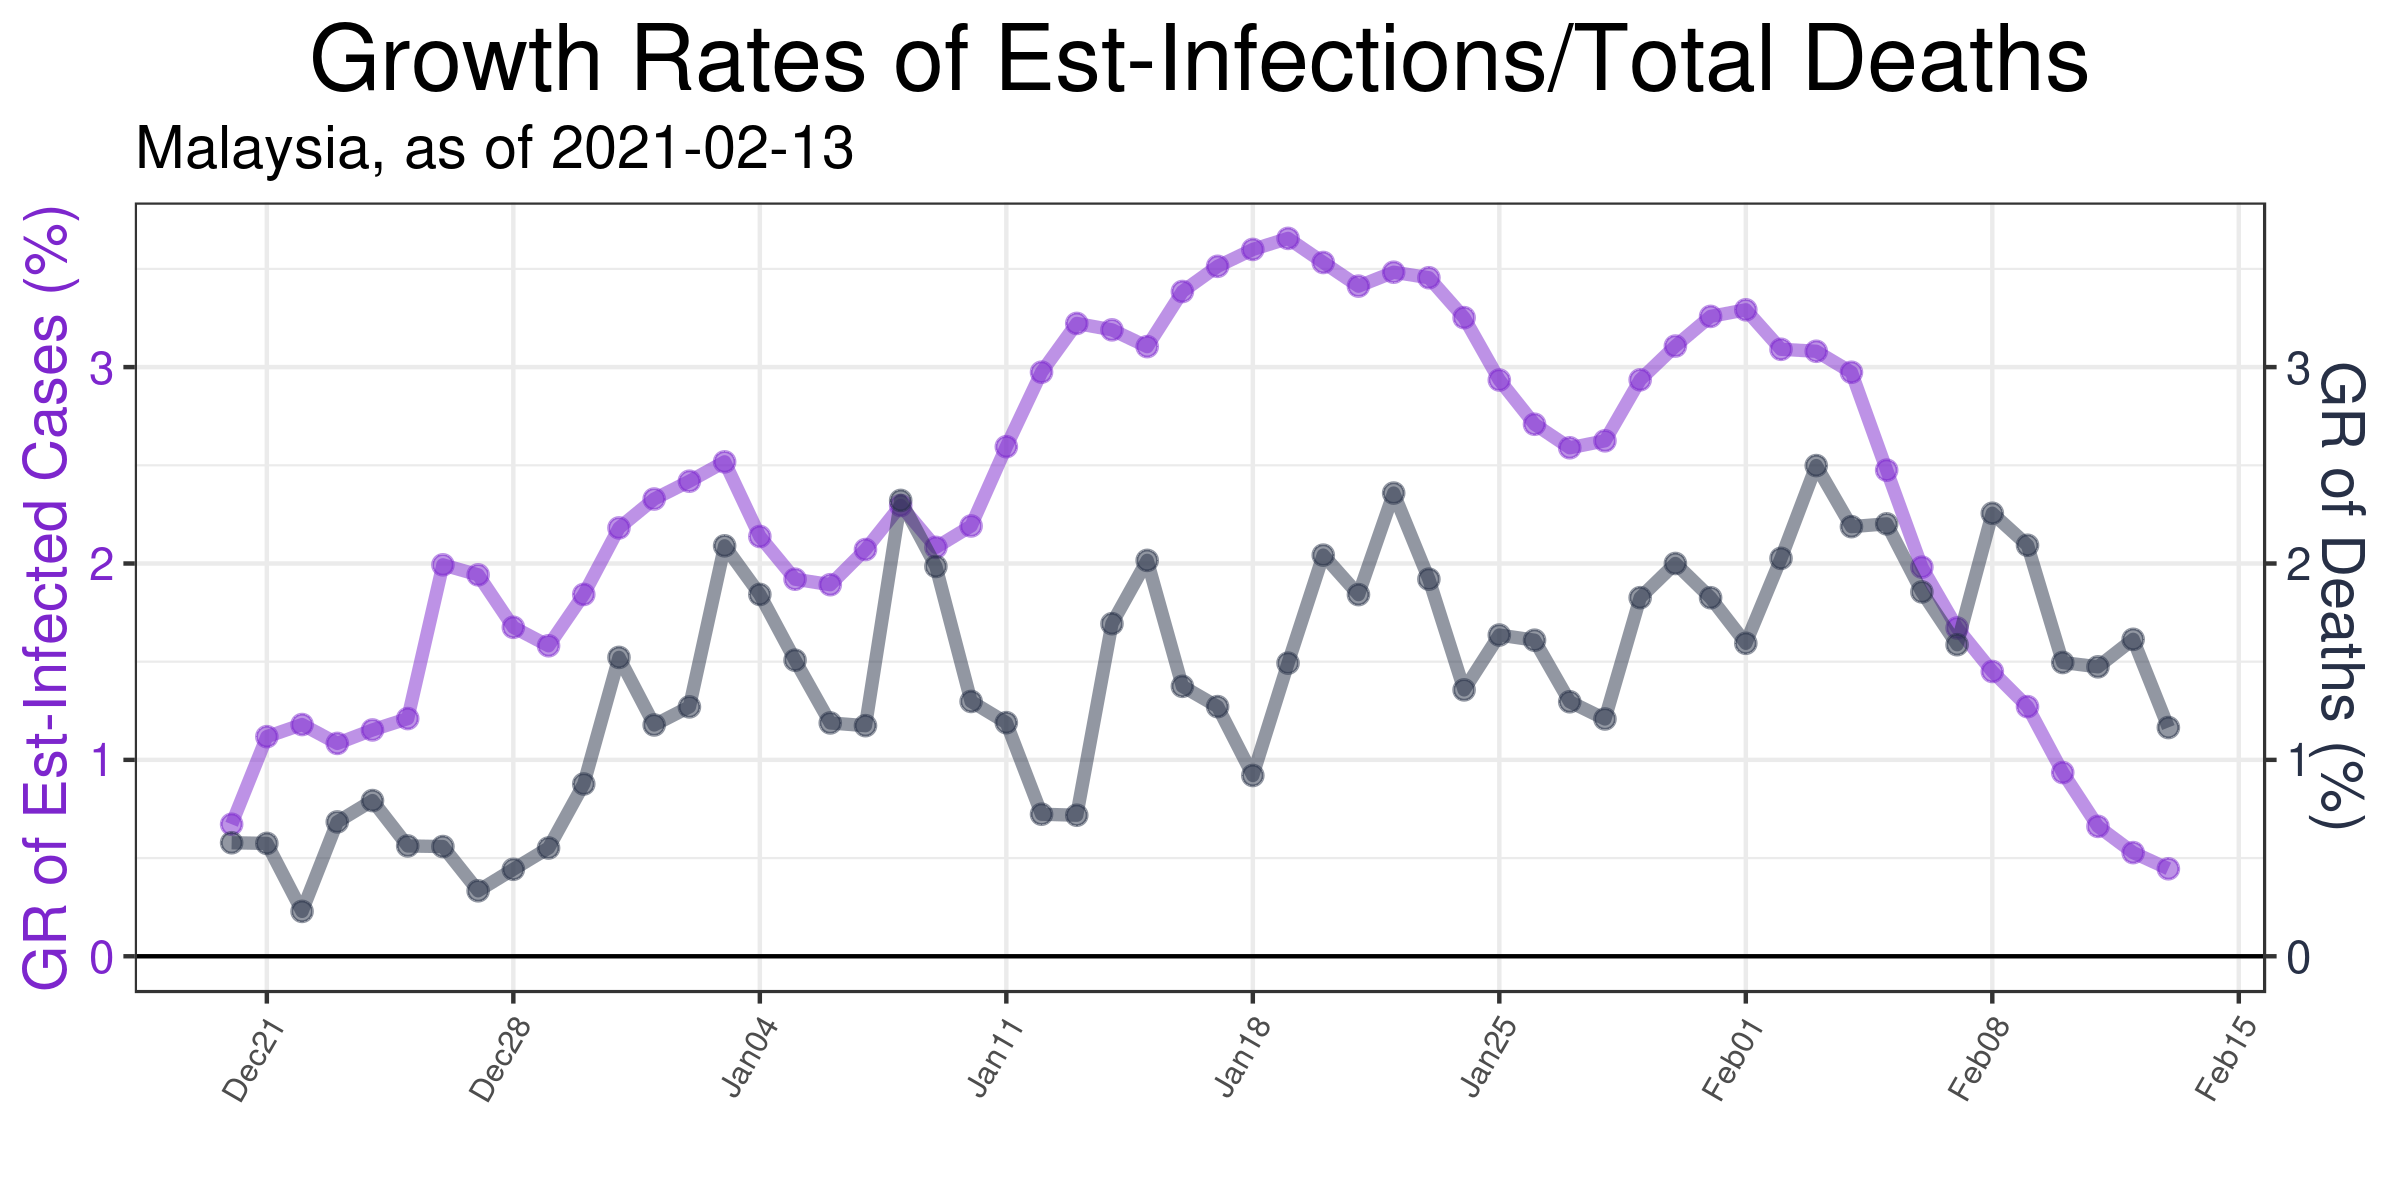 Growth Rates of Est-Infections/Total Deaths
Malaysia, as of 2021-02-13
GR of Est-Infected Cases (%)
3
2
1
0
3
2
1
0
GR of Deaths (%)
Dec21
Dec28
Jan04
Jan11
Jan18
Jan25
Feb01
Feb08
Feb15